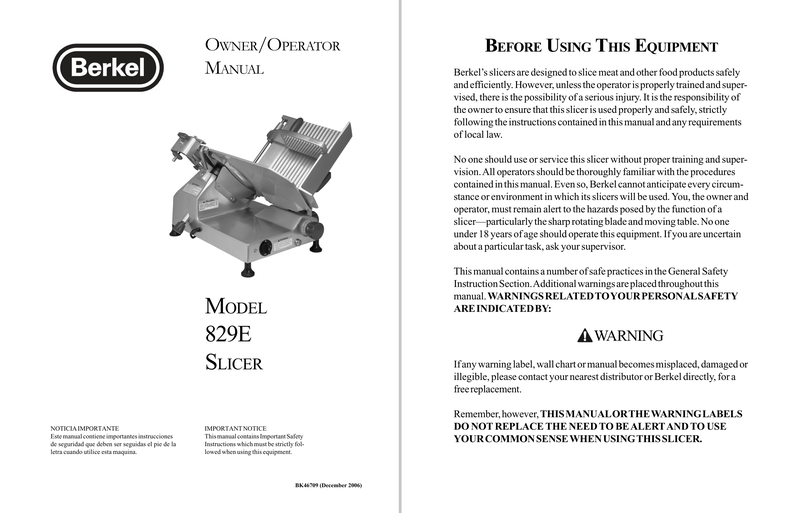 Berkel
OWNER/OPERATOR
MANUAL
MODEL
829E
SLICER
NOTICIA IMPORTANTE
Este manual contiene importantes instrucciones
de seguridad que deben ser seguidas el pie de la
letra cuando utilice esta maquina.
IMPORTANT NOTICE
This manual contains Important Safety
Instructions which must be strictly fol-
lowed when using this equipment.
BK46709 (December 2006)
BEFORE USING THIS EQUIPMENT
Berkel's slicers are designed to slice meat and other food products safely
and efficiently. However, unless the operator is properly trained and super-
vised, there is the possibility of a serious injury. It is the responsibility of
the owner to ensure that this slicer is used properly and safely, strictly
following the instructions contained in this manual and any requirements
of local law.
No one should use or service this slicer without proper training and super-
vision. All operators should be thoroughly familiar with the procedures
contained in this manual. Even so, Berkel cannot anticipate every circum-
stance or environment in which its slicers will be used. You, the owner and
operator, must remain alert to the hazards posed by the function of a
slicer—particularly the sharp rotating blade and moving table. No one
under 18 years of age should operate this equipment. If you are uncertain
about a particular task, ask your supervisor.
This manual contains a number of safe practices in the General Safety
Instruction Section. Additional warnings are placed throughout this
manual. WARNINGS RELATED TO YOUR PERSONAL SAFETY
ARE INDICATED BY:
WARNING
If any warning label, wall chart or manual becomes misplaced, damaged or
illegible, please contact your nearest distributor or Berkel directly, for a
free replacement.
Remember, however, THIS MANUAL OR THE WARNING LABELS
DO NOT REPLACE THE NEED TO BE ALERT AND TO USE
YOUR COMMON SENSE WHEN USING THIS SLICER.